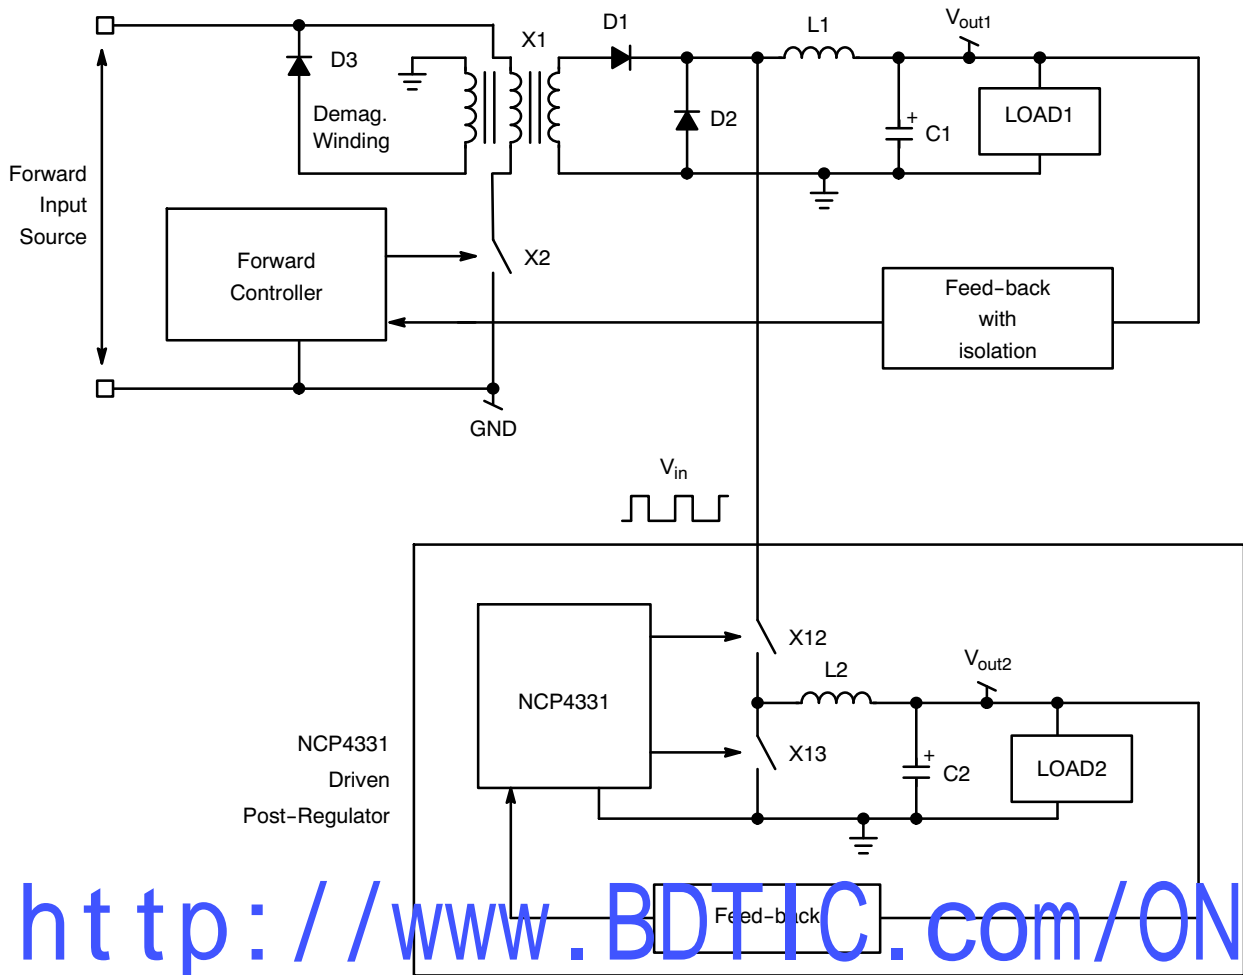 D1
L1
Vout1
X1
D3
Demag.
Winding
D2
+
C1
LOAD1
Forward
Input
Source
Forward
Controller
X2
Feed-back
with
isolation
GND
Vin
NCP4331
X12
L2
Vout2
X13
+
C2
LOAD2
NCP4331
Driven
Post-Regulator
Feed-back
http://www.BDTIC.com/ON